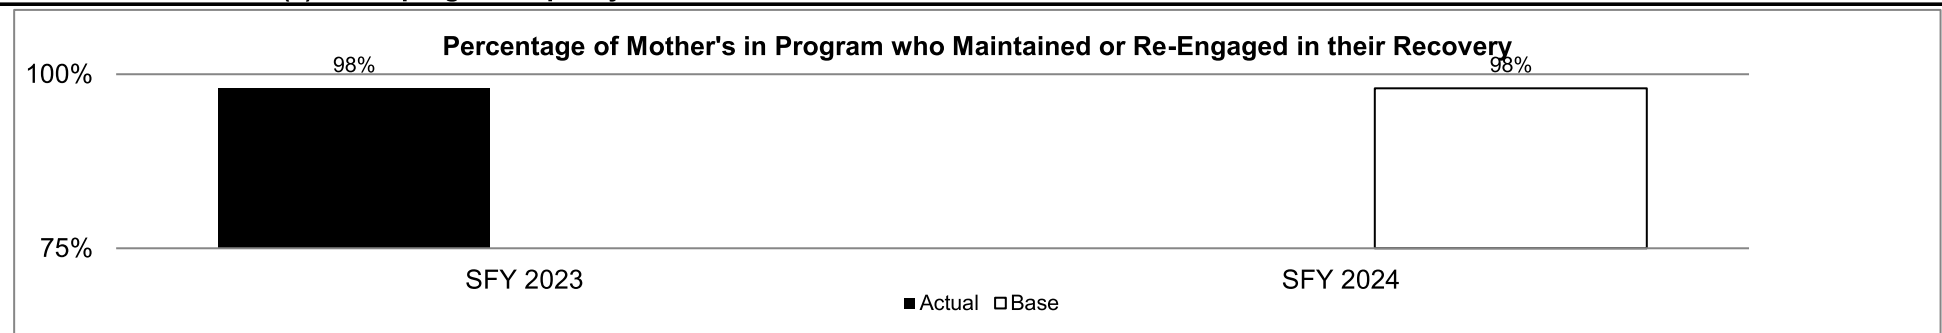 Percentage of Mother's in Program who Maintained or Re-Engaged in their Recovery
98%
98%
100%
75%
SFY 2023
SFY 2024
Actual
Base